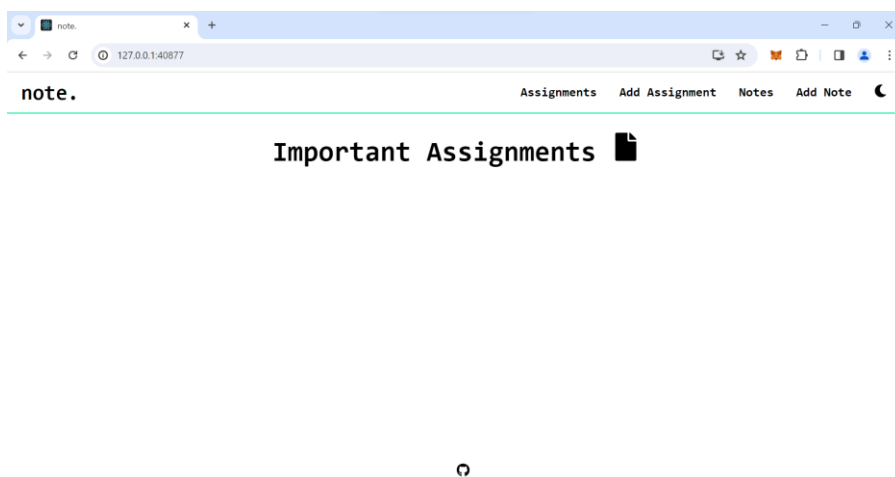 note.
127.0.0.1:40877
note.
Assignments Add Assignment Notes Add Note
Important Assignments